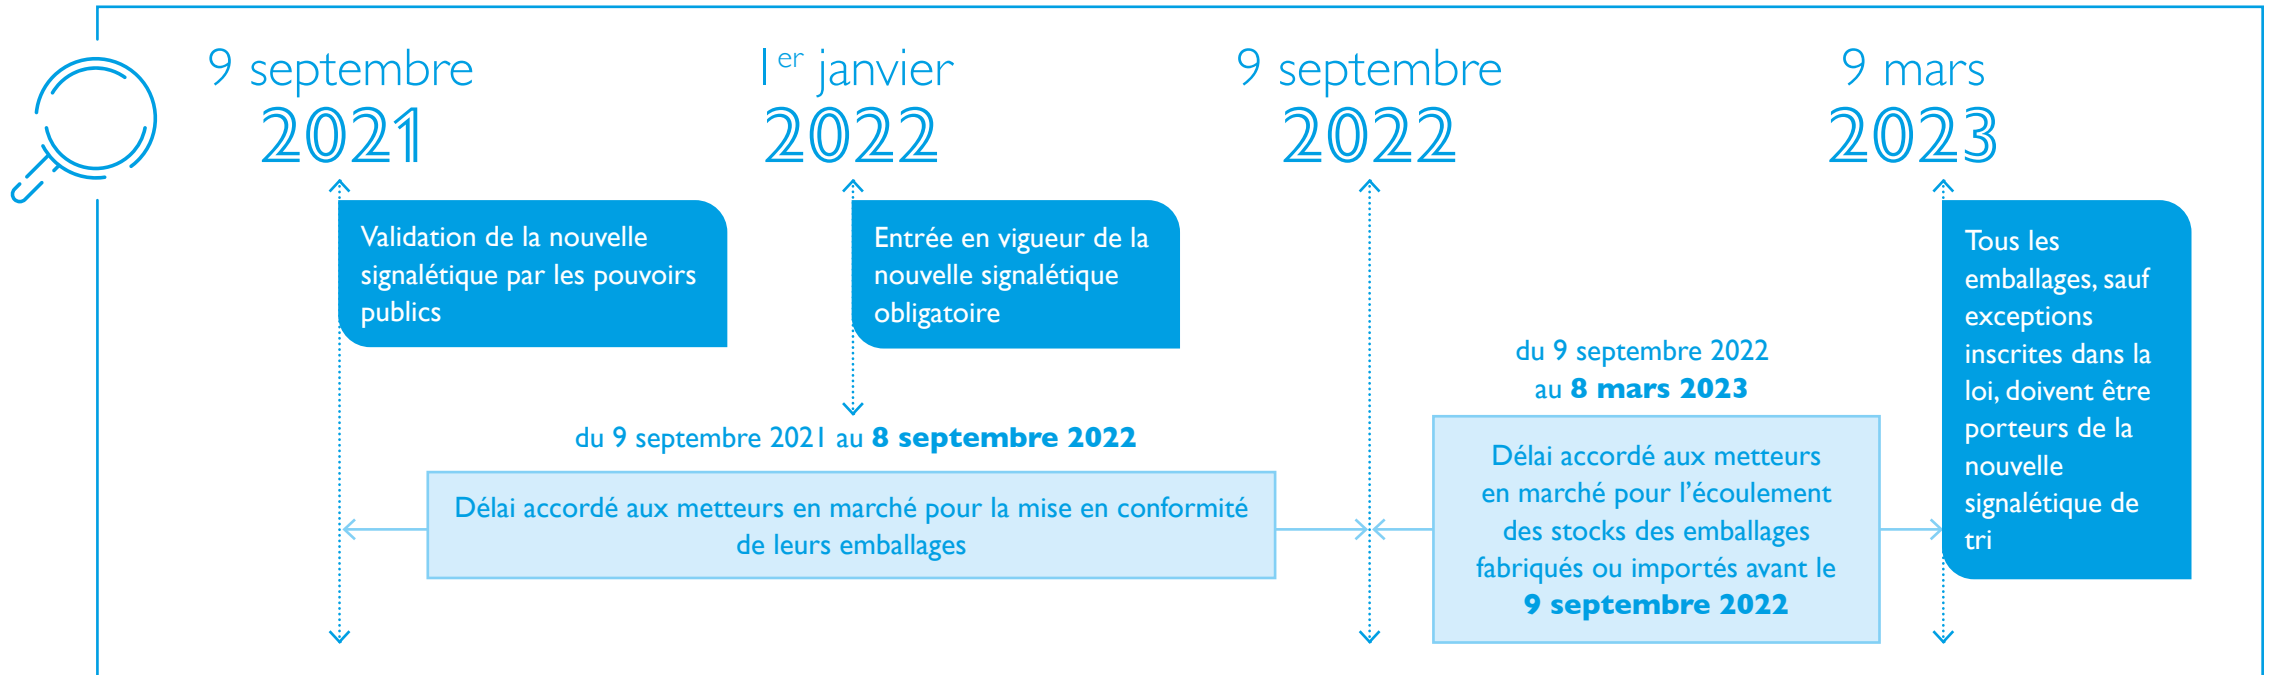 9 septembre
2021
1er janvier
2022
9 septembre
2022
9 mars
2023
Validation de la nouvelle
signalétique par les pouvoirs
publics
Entrée en vigueur de la
nouvelle signalétique
obligatoire
Tous les
emballages, sauf
exceptions
inscrites dans la
loi, doivent être
porteurs de la
nouvelle
signalétique de
tri
du 9 septembre 2021 au 8 septembre 2022
Délai accordé aux metteurs en marché pour la mise en conformité
de leurs emballages
du 9 septembre 2022
au 8 mars 2023
Délai accordé aux metteurs
en marché pour l’écoulement
des stocks des emballages
fabriqués ou importés avant le
9 septembre 2022